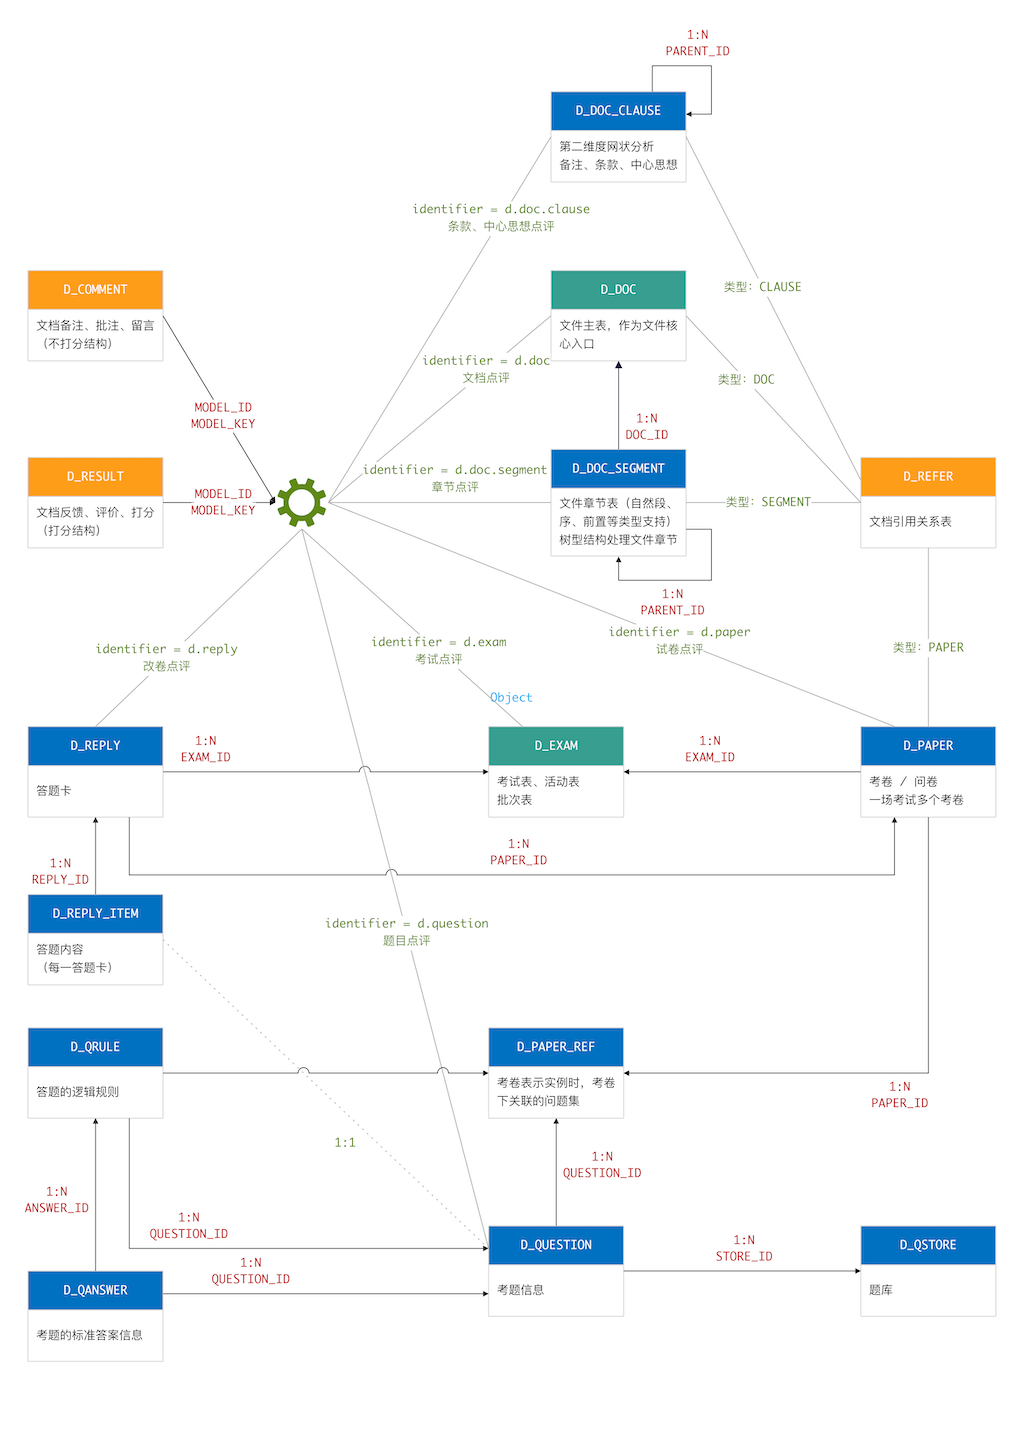 1:N
PARENT_ID
D_DOC_CLAUSE
第二维度网状分析
备注、条款、中心思想
identifier = d.doc.clause
条款、中心思想点评
D_COMMENT
文档备注、批注、留言
（不打分结构）
D_DOC
文件主表，作为文件核
心入口
类型：CLAUSE
identifier = d.doc
文档点评
类型：DOC
MODEL_ID
MODEL_KEY
1:N
DOC_ID
D_RESULT
文档反馈、评价、打分
（打分结构）
MODEL_ID
MODEL_KEY
identifier = d.doc.segment
章节点评
D_DOC_SEGMENT
文件章节表（自然段、
序、前置等类型支持）
树型结构处理文件章节
类型：SEGMENT
D_REFER
文档引用关系表
1:N
PARENT_ID
identifier = d.reply
改卷点评
identifier = d.exam
考试点评
identifier = d.paper
试卷点评
类型：PAPER
Object
D_REPLY
答题卡
1:N
EXAM_ID
D_EXAM
考试表、活动表
批次表
1:N
EXAM_ID
D_PAPER
考卷 / 问卷
一场考试多个考卷
1:N
PAPER_ID
1:N
REPLY_ID
D_REPLY_ITEM
答题内容
（每一答题卡）
identifier = d.question
题目点评
D_QRULE
答题的逻辑规则
D_PAPER_REF
考卷表示实例时，考卷
下关联的问题集
1:N
PAPER_ID
1:1
1:N
QUESTION_ID
1:N
ANSWER_ID
1:N
QUESTION_ID
D_QUESTION
考题信息
1:N
STORE_ID
D_QSTORE
题库
1:N
QUESTION_ID
D_QANSWER
考题的标准答案信息